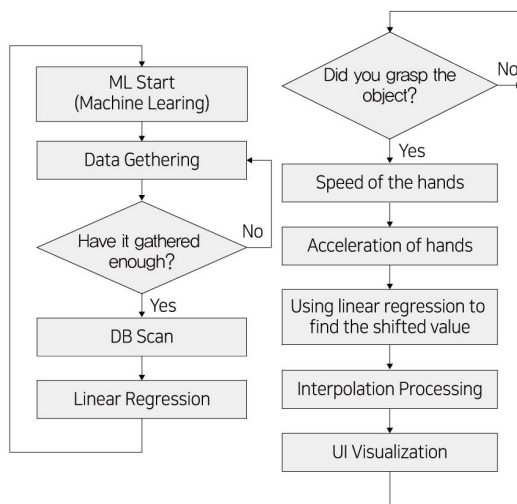 ML Start
(Machine Learing)
Data Gethering
Have it gathered
enough?
No
Yes
DB Scan
Linear Regression
Did you grasp the
object?
No
Yes
Speed of the hands
Acceleration of hands
Using linear regression to
find the shifted value
Interpolation Processing
UI Visualization